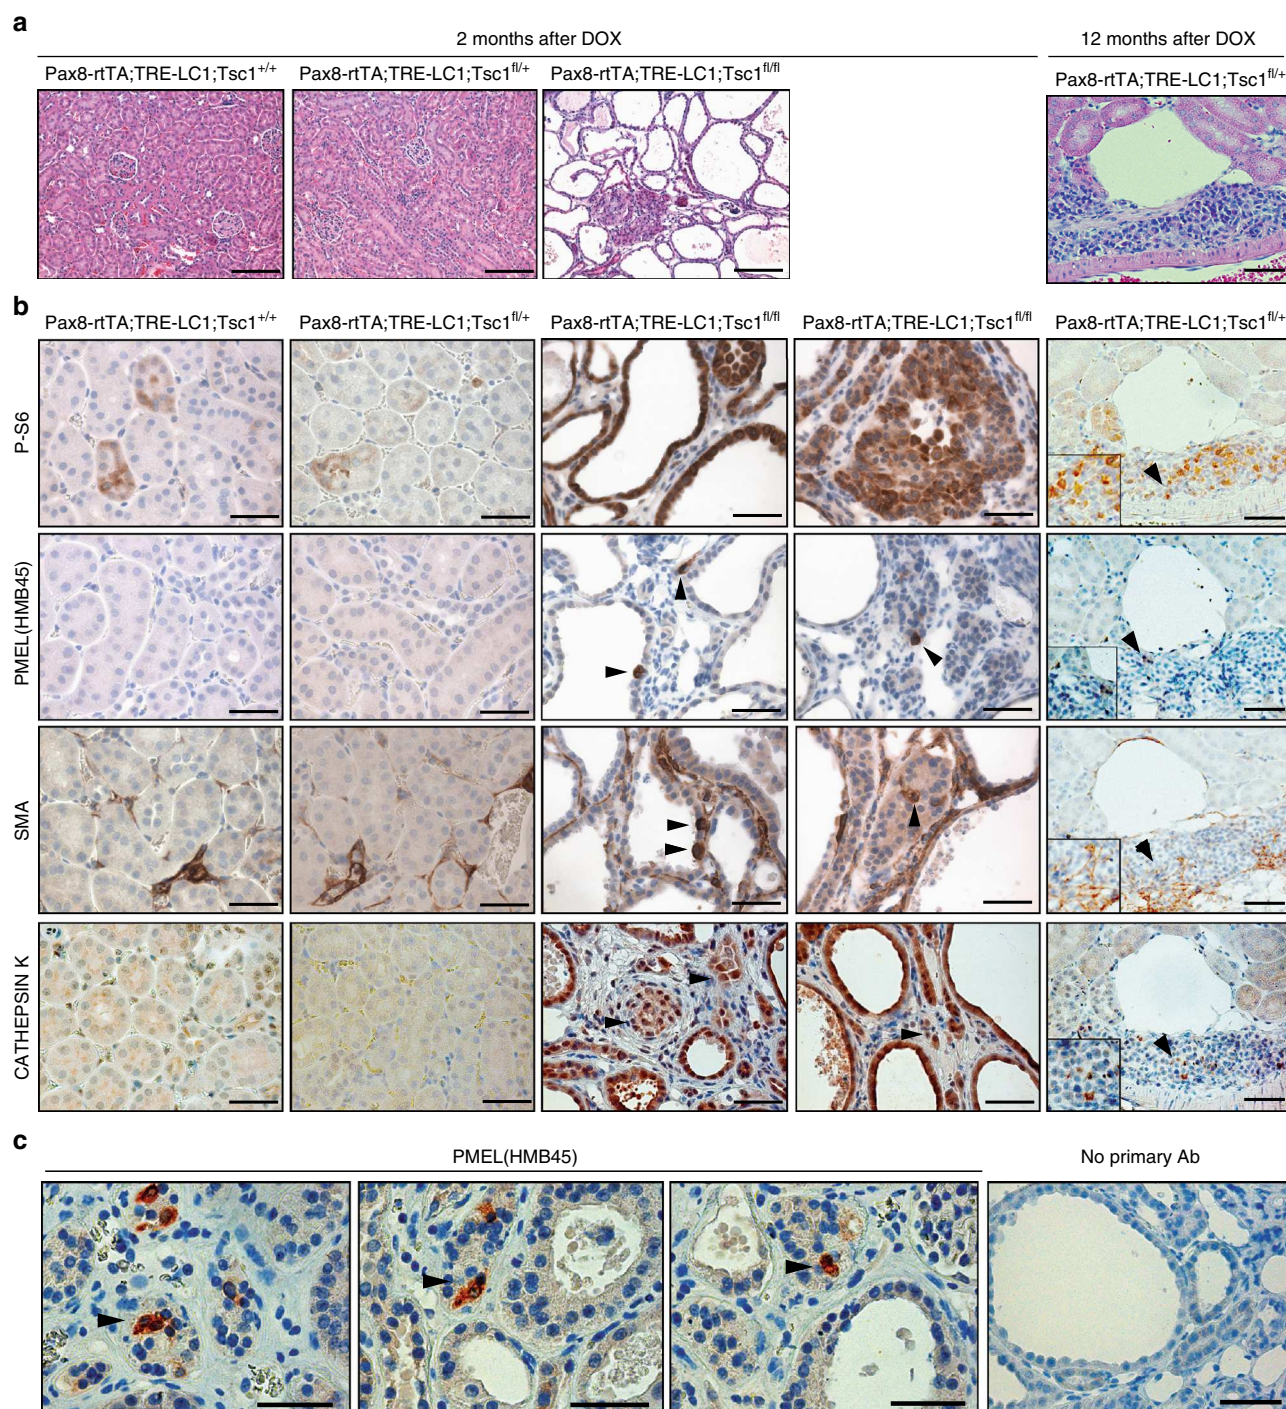 a
2 months after DOX
12 months after DOX
Pax8-rtTA;TRE-LC1;Tsc1+/+
Pax8-rtTA;TRE-LC1;Tsc1fl/+
Pax8-rtTA;TRE-LC1;Tsc1fl/fl
Pax8-rtTA;TRE-LC1;Tsc1fl/+
b
Pax8-rtTA;TRE-LC1;Tsc1+/+
Pax8-rtTA;TRE-LC1;Tsc1fl/+
Pax8-rtTA;TRE-LC1;Tsc1fl/fl
Pax8-rtTA;TRE-LC1;Tsc1fl/fl
Pax8-rtTA;TRE-LC1;Tsc1fl/+
P-S6
PMEL(HMB45)
SMA
CATHEPSIN K
c
PMEL(HMB45)
No primary Ab